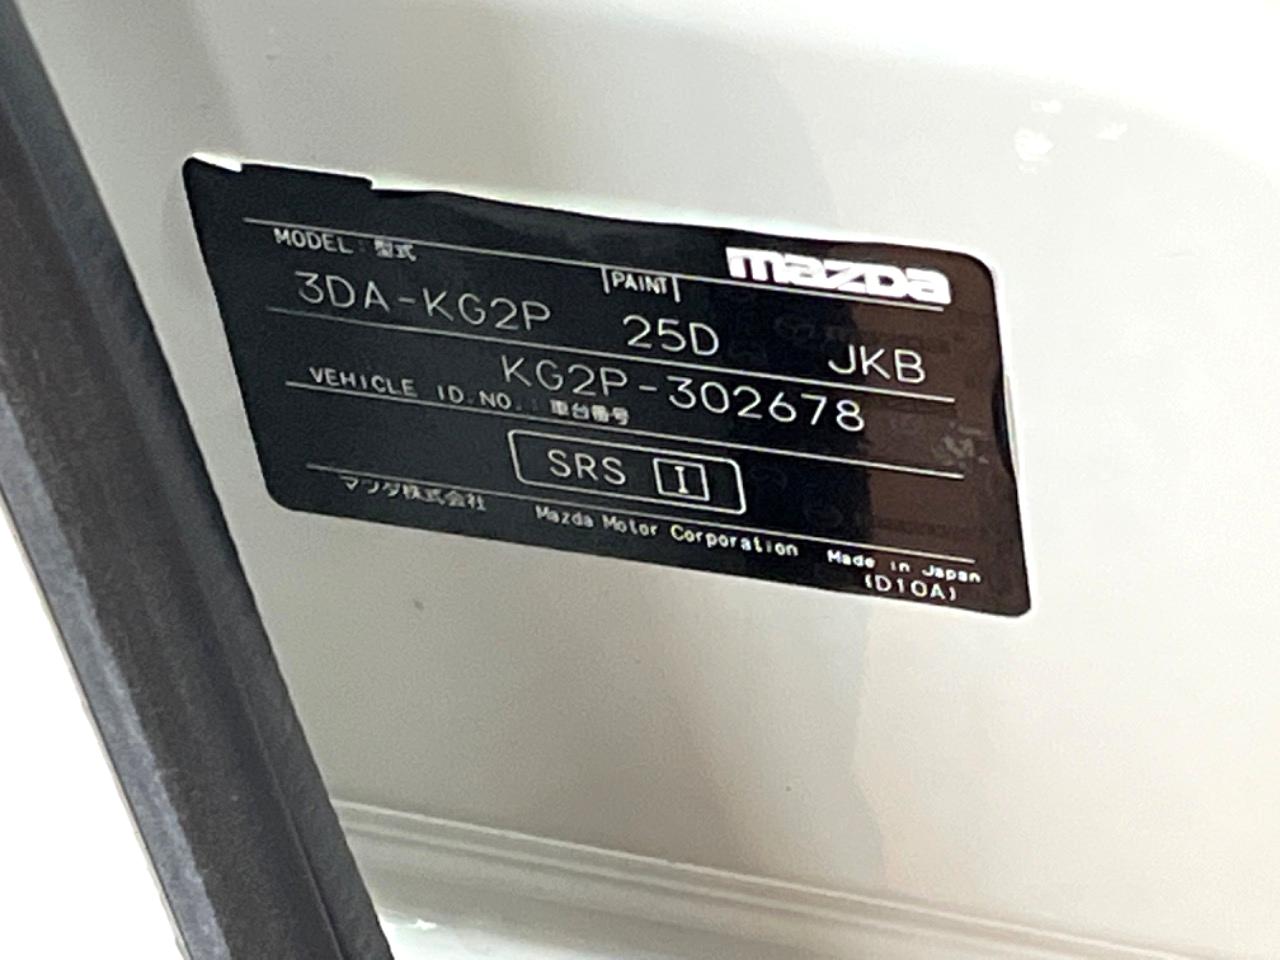 mazda
MODEL 型式
PAINT
3DA-KG2P 25D JKB
KG2P-302678
VEHICLE ID.NO. 車台番号
SRS I
マツダ株式会社 Mazda Motor Corporation Made in Japan
(D10A)